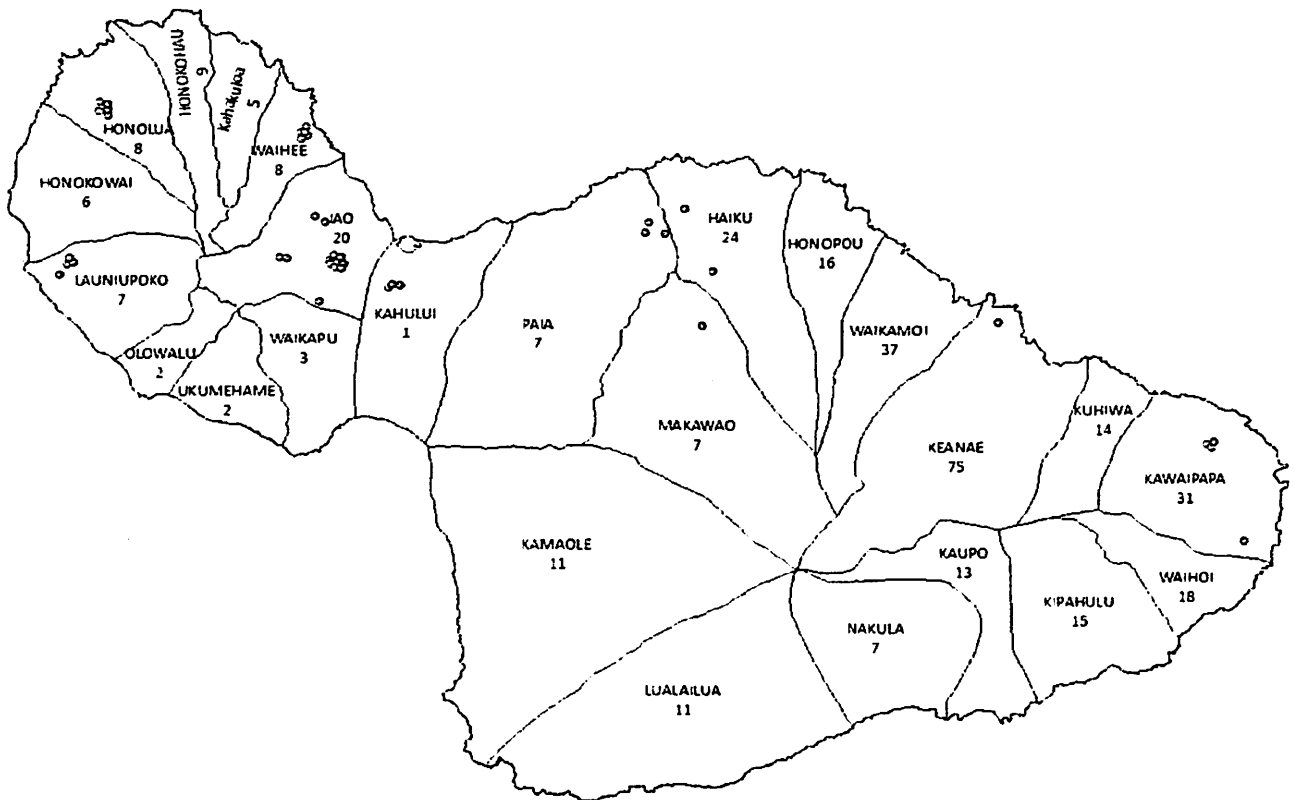 HONOKOHAU
9
Kahakuloa
5
HONOLUA
8
WAIHEE
8
HONOKOWAI
6
IAO
20
LAUNIUPOKO
7
OLOWALU
2
UKUMEHAME
2
WAIKAPU
3
KAHULUI
1
PAIA
7
HAIKU
24
HONOPOU
16
WAIKAMOI
37
MAKAWAO
7
KEANAE
75
KUHIWA
14
KAWAIPAPA
31
KAMAOLE
11
KAUPO
13
WAIHOI
18
KIPAHULU
15
NAKULA
7
LUALAILUA
11